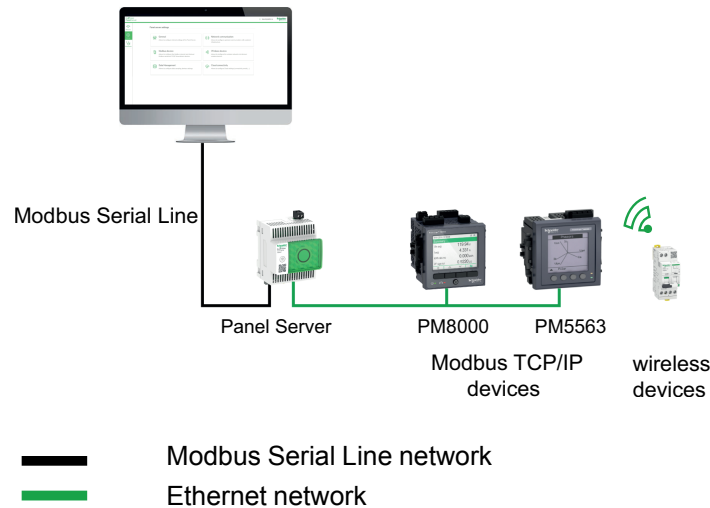 Modbus Serial Line
Panel Server
PM8000
PM5563
Modbus TCP/IP
devices
wireless
devices
Modbus Serial Line network
Ethernet network